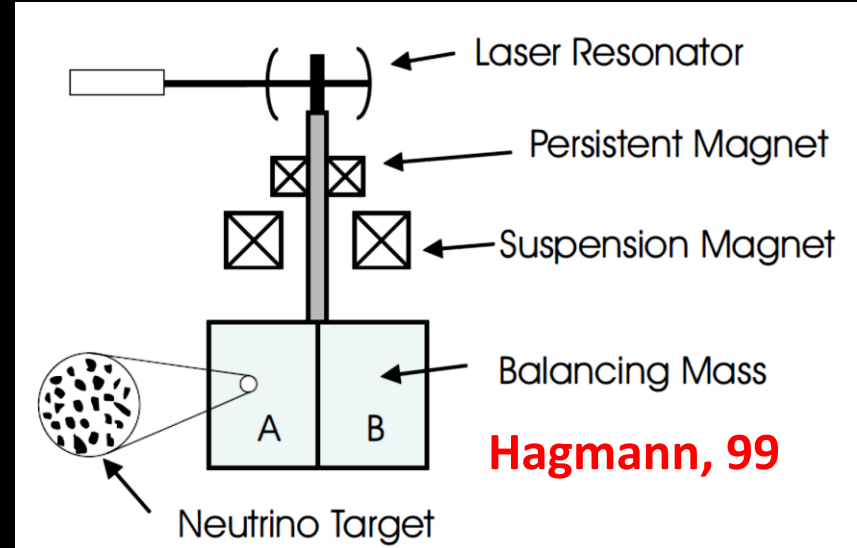 Laser Resonator
Persistent Magnet
Suspension Magnet
Balancing Mass
A
B
Hagmann, 99
Neutrino Target